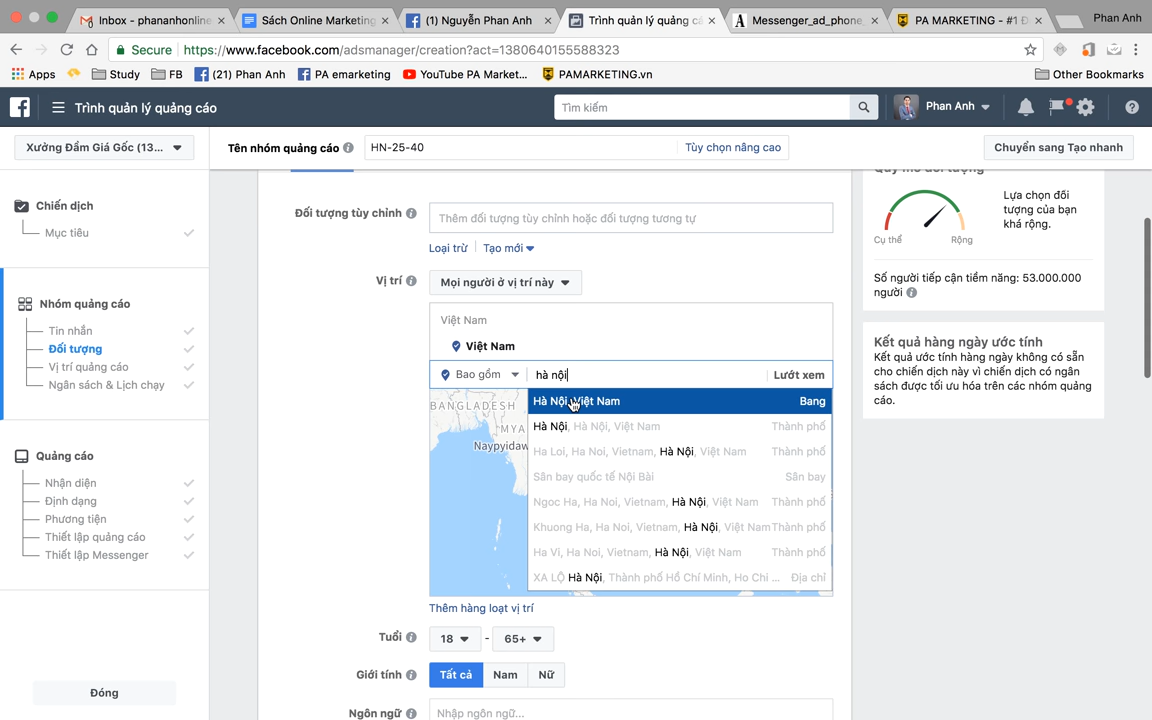 Inbox - phananhonline
Sách Online Marketing
(1) Nguyễn Phan Anh
Trình quản lý quảng cá
Messenger_ad_phone
PA MARKETING - #1 Đ
Phan Anh
Secure
https://www.facebook.com/adsmanager/creation?act=1380640155588323
Apps
Study
FB
(21) Phan Anh
PA emarketing
YouTube PA Market...
PAMARKETING.vn
Other Bookmarks
Trình quản lý quảng cáo
Tìm kiếm
Phan Anh
Xưởng Đầm Giá Gốc (13...
Tên nhóm quảng cáo
HN-25-40
Tùy chọn nâng cao
Chuyển sang Tạo nhanh
Chiến dịch
Mục tiêu
Nhóm quảng cáo
Tin nhắn
Đối tượng
Vị trí quảng cáo
Ngân sách & Lịch chạy
Quảng cáo
Nhận diện
Định dạng
Phương tiện
Thiết lập quảng cáo
Thiết lập Messenger
Đóng
Đối tượng tùy chỉnh
Thêm đối tượng tùy chỉnh hoặc đối tượng tương tự
Loại trừ
Tạo mới
Vị trí
Mọi người ở vị trí này
Việt Nam
Việt Nam
Bao gồm
hà nội
Lướt xem
BANGLADESH
MYA
Naypyidaw
Hà Nội, Việt Nam Bang
Hà Nội, Hà Nội, Việt Nam Thành phố
Ha Loi, Ha Noi, Vietnam, Hà Nội, Việt Nam Thành phố
Sân bay quốc tế Nội Bài Sân bay
Ngoc Ha, Ha Noi, Vietnam, Hà Nội, Việt Nam Thành phố
Khuong Ha, Ha Noi, Vietnam, Hà Nội, Việt Nam Thành phố
Ha Vi, Ha Noi, Vietnam, Hà Nội, Việt Nam Thành phố
XA LỘ Hà Nội, Thành phố Hồ Chí Minh, Ho Chi ... Địa chỉ
Thêm hàng loạt vị trí
Tuổi
18 - 65+
Giới tính
Tất cả Nam Nữ
Ngôn ngữ
Nhập ngôn ngữ...
Quy mô đối tượng
Cụ thể
Rộng
Lựa chọn đối
tượng của bạn
khá rộng.
Số người tiếp cận tiềm năng: 53.000.000
người
Kết quả hàng ngày ước tính
Kết quả ước tính hàng ngày không có sẵn
cho chiến dịch này vì chiến dịch có ngân
sách được tối ưu hóa trên các nhóm quảng
cáo.